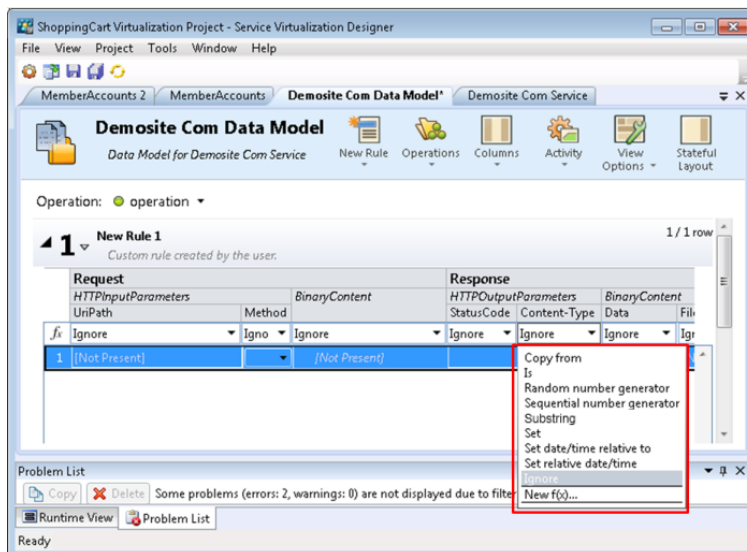 ShoppingCart Virtualization Project - Service Virtualization Designer
File View Project Tools Window Help
MemberAccounts 2 MemberAccounts Demosite Com Data Model* Demosite Com Service
Demosite Com Data Model
Data Model for Demosite Com Service
New Rule Operations Columns Activity View Options Stateful Layout
Operation: operation
1 New Rule 1 1 / 1 row
Custom rule created by the user.
Request Response
HTTPInputParameters BinaryContent HTTPOutputParameters BinaryContent
UriPath Method StatusCode Content-Type Data Fil
fx Ignore Igno Ignore Ignore Ignore Ignore Igr
1 [Not Present] [Not Present]
Copy from
Is
Random number generator
Sequential number generator
Substring
Set
Set date/time relative to
Set relative date/time
Ignore
New f(x)...
Problem List
Copy Delete Some problems (errors: 2, warnings: 0) are not displayed due to filter
Runtime View Problem List
Ready